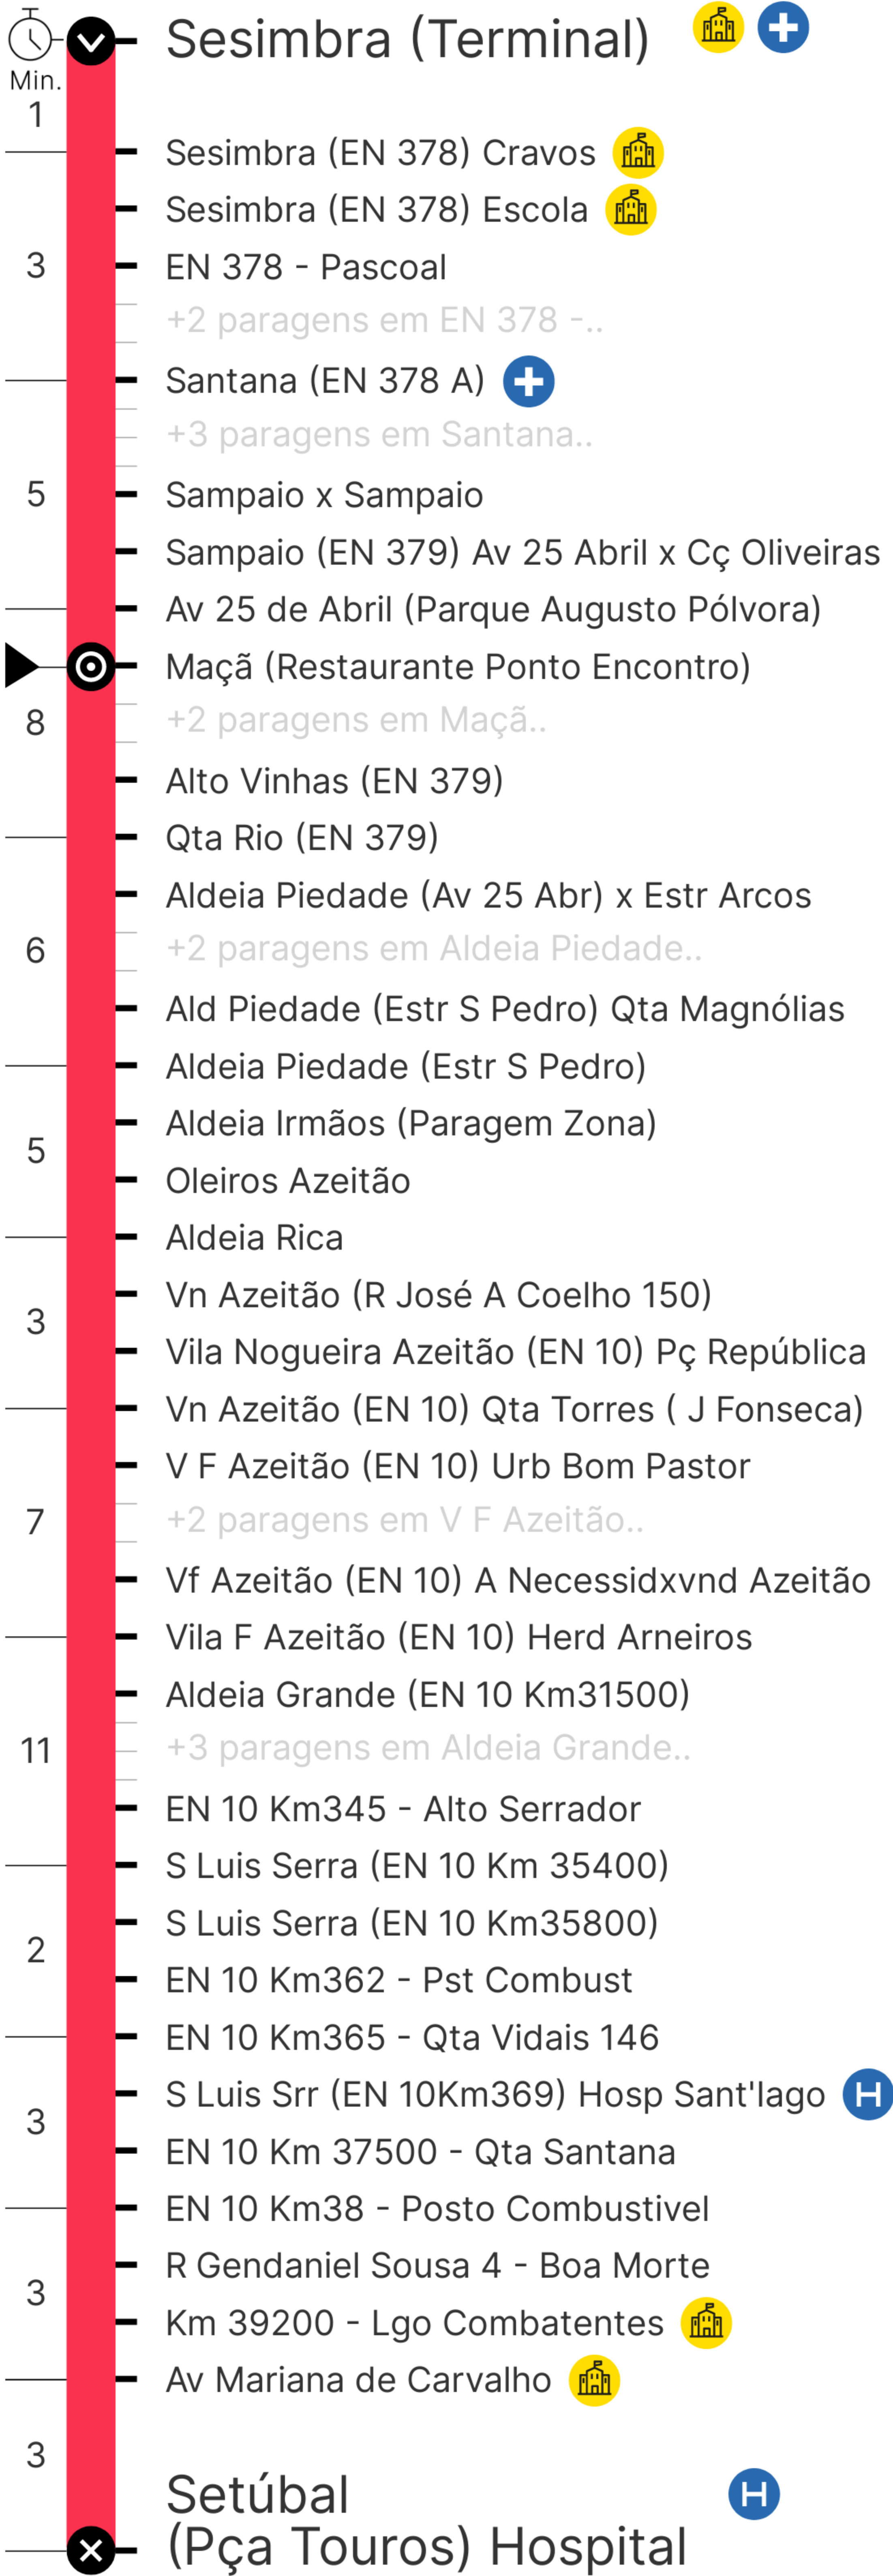 Sesimbra (Terminal)
Min.
1
Sesimbra (EN 378) Cravos
Sesimbra (EN 378) Escola
3
EN 378 - Pascoal
+2 paragens em EN 378 -..
Santana (EN 378 A)
+3 paragens em Santana..
5
Sampaio x Sampaio
Sampaio (EN 379) Av 25 Abril x Cç Oliveiras
Av 25 de Abril (Parque Augusto Pólvora)
Maçã (Restaurante Ponto Encontro)
8
+2 paragens em Maçã..
Alto Vinhas (EN 379)
Qta Rio (EN 379)
Aldeia Piedade (Av 25 Abr) x Estr Arcos
6
+2 paragens em Aldeia Piedade..
Ald Piedade (Estr S Pedro) Qta Magnólias
Aldeia Piedade (Estr S Pedro)
Aldeia Irmãos (Paragem Zona)
5
Oleiros Azeitão
Aldeia Rica
Vn Azeitão (R José A Coelho 150)
3
Vila Nogueira Azeitão (EN 10) Pç República
Vn Azeitão (EN 10) Qta Torres ( J Fonseca)
V F Azeitão (EN 10) Urb Bom Pastor
7
+2 paragens em V F Azeitão..
Vf Azeitão (EN 10) A Necessidxvnd Azeitão
Vila F Azeitão (EN 10) Herd Arneiros
Aldeia Grande (EN 10 Km31500)
11
+3 paragens em Aldeia Grande..
EN 10 Km345 - Alto Serrador
S Luis Serra (EN 10 Km 35400)
S Luis Serra (EN 10 Km35800)
2
EN 10 Km362 - Pst Combust
EN 10 Km365 - Qta Vidais 146
S Luis Srr (EN 10Km369) Hosp Sant'Iago
H
3
EN 10 Km 37500 - Qta Santana
EN 10 Km38 - Posto Combustivel
R Gendaniel Sousa 4 - Boa Morte
3
Km 39200 - Lgo Combatentes
Av Mariana de Carvalho
3
Setúbal
H
(Pça Touros) Hospital